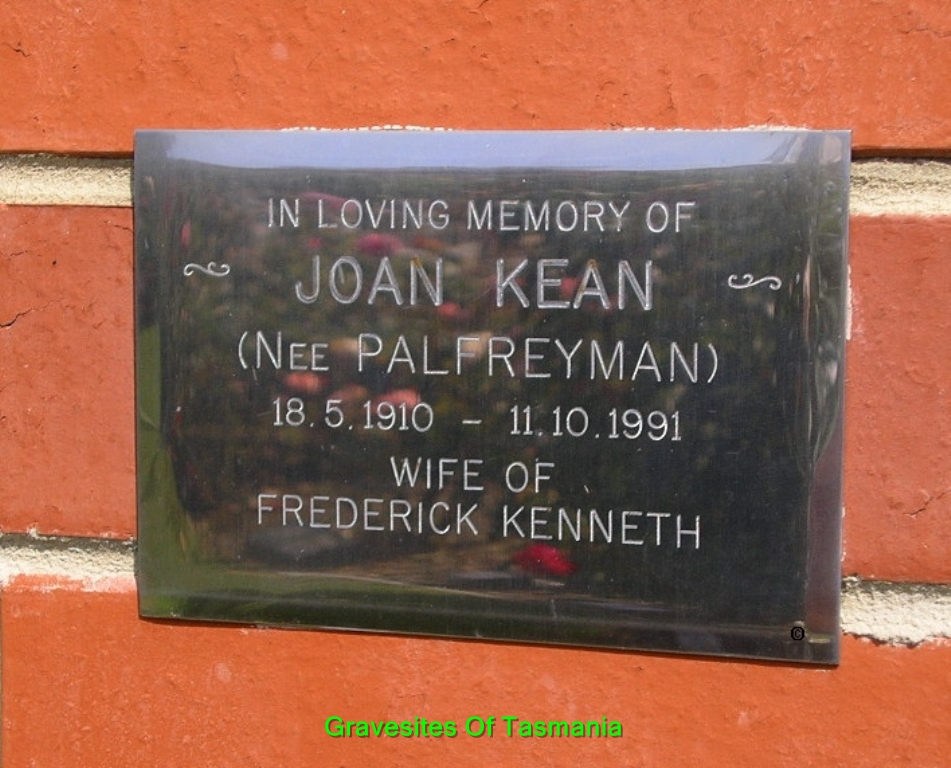 IN LOVING MEMORY OF
JOAN KEAN
(NEE PALFREYMAN)
18.5.1910 - 11.10.1991
WIFE OF
FREDERICK KENNETH
©
Gravesites Of Tasmania